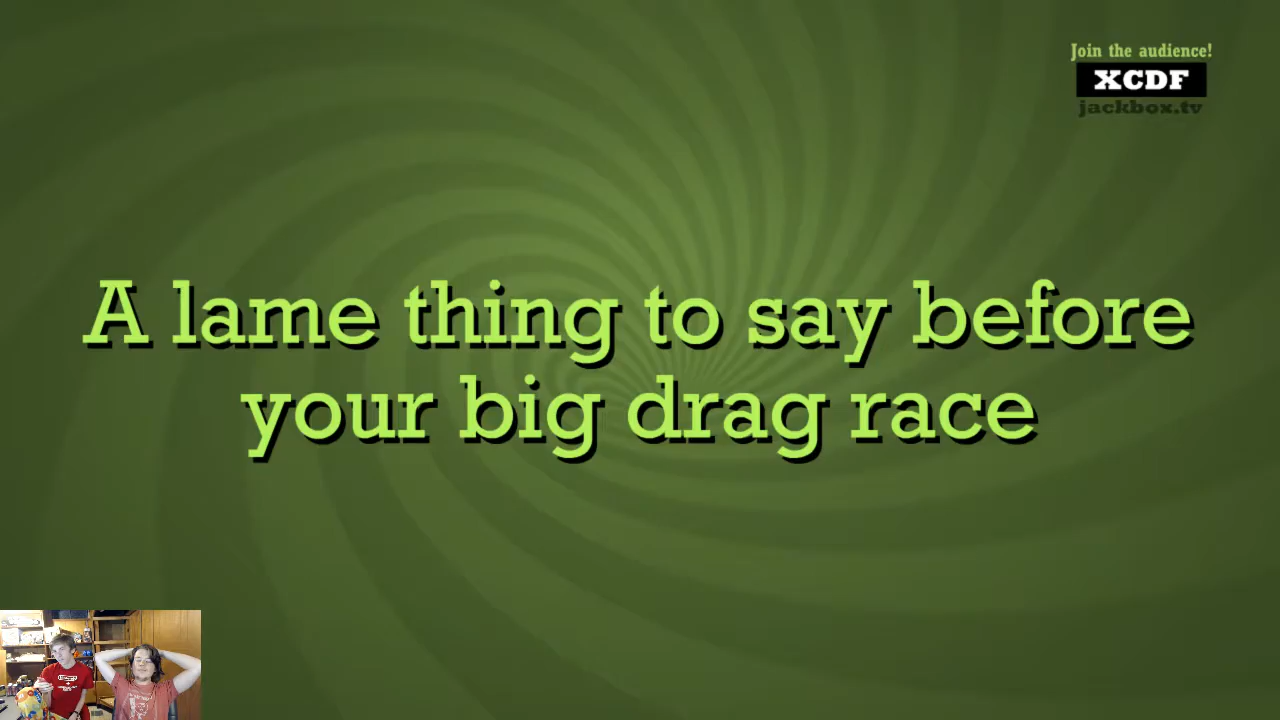 Join the audience!
XCDF
jackbox.tv
A lame thing to say before
your big drag race